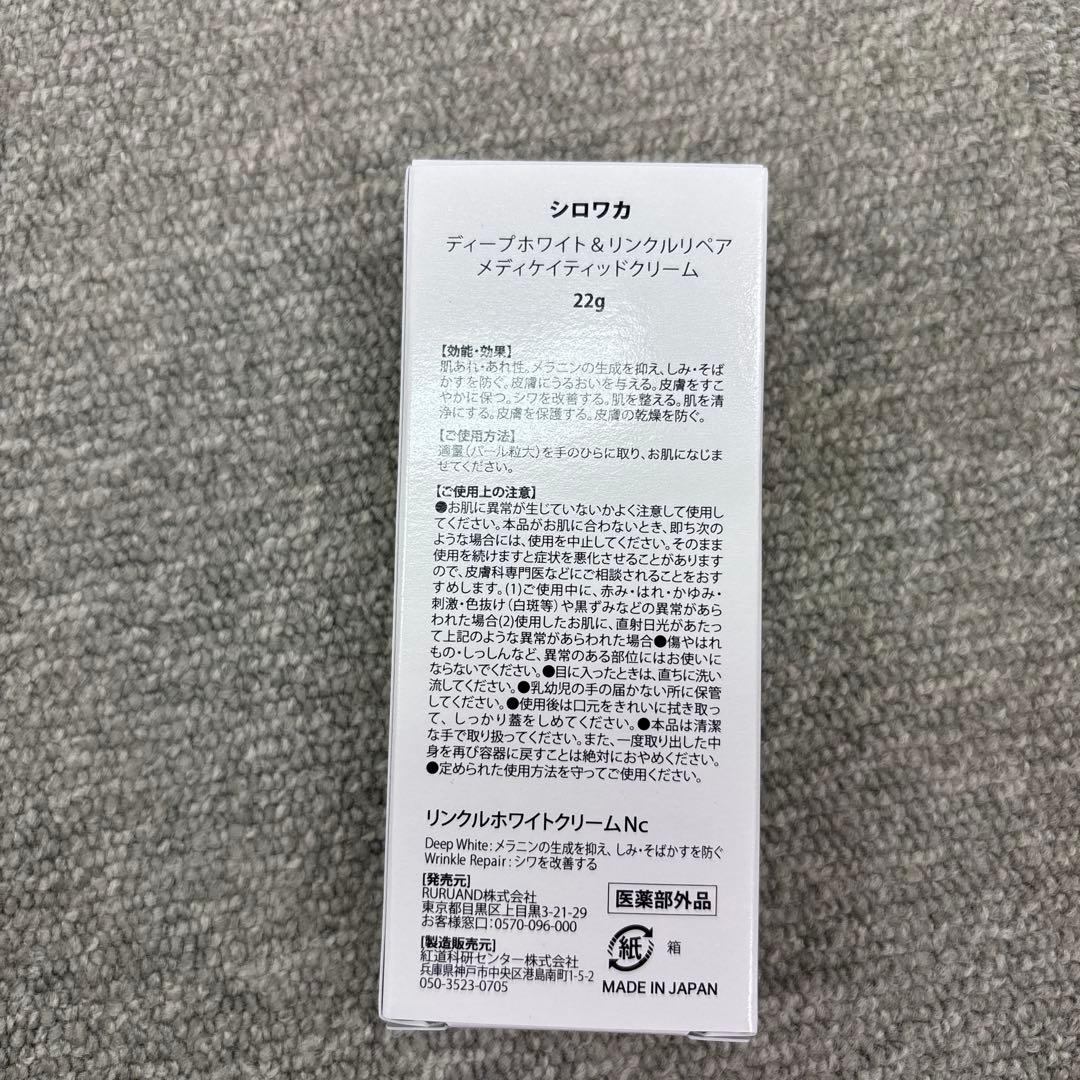 シロワカ
ディープホワイト&リンクルリペア
メディケイティッドクリーム
22g
【効能・効果】
肌あれ・あれ性。メラニンの生成を抑え、しみ・そば
かすを防ぐ。皮膚にうるおいを与える。皮膚をすこ
やかに保つ。シワを改善する。肌を整える。肌を清
浄にする。皮膚を保護する。皮膚の乾燥を防ぐ。
【ご使用方法】
適量(パール粒大)を手のひらに取り、お肌になじま
せてください。
【ご使用上の注意】
●お肌に異常が生じていないかよく注意して使用し
てください。本品がお肌に合わないとき、即ち次の
ような場合には、使用を中止してください。そのまま
使用を続けますと症状を悪化させることがあります
ので、皮膚科専門医などにご相談されることをおす
すめします。(1)ご使用中に、赤み・はれ・かゆみ・
刺激・色抜け(白斑等)や黒ずみなどの異常があら
われた場合(2)使用したお肌に、直射日光があたっ
て上記のような異常があらわれた場合●傷やはれ
もの・しっしんなど、異常のある部位にはお使いに
ならないでください。●目に入ったときは、直ちに洗い
流してください。●乳幼児の手の届かない所に保管
してください。●使用後は口元をきれいに拭き取っ
て、しっかり蓋をしめてください。●本品は清潔
な手で取り扱ってください。また、一度取り出した中
身を再び容器に戻すことは絶対におやめください。
●定められた使用方法を守ってご使用ください。
リンクルホワイトクリームNc
Deep White:メラニンの生成を抑え、しみ・そばかすを防ぐ
Wrinkle Repair:シワを改善する
[発売元]
RURUAND株式会社
東京都目黒区上目黒3-21-29
お客様窓口:0570-096-000
[製造販売元]
紅道科研センター株式会社
兵庫県神戸市中央区港島南町1-5-2
050-3523-0705
医薬部外品
紙 箱
MADE IN JAPAN